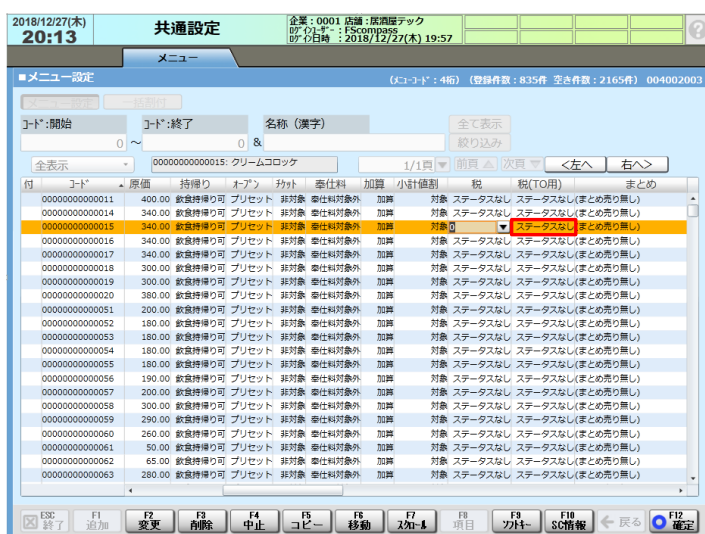 2018/12/27(木)
20:13
共通設定
企業 : 0001 店舗 : 居酒屋テック
ﾛｸﾞｲﾝﾕｰｻﾞｰ : FScompass
ﾛｸﾞｲﾝ日時 : 2018/12/27(木) 19:57
メニュー
■メニュー設定
(ﾒﾆｭｰｺｰﾄﾞ : 4桁) (登録件数 : 835件 空き件数 : 2165件) 004002003
メニュー設定 一括割付
ｺｰﾄﾞ:開始 ｺｰﾄﾞ:終了 名称（漢字） 全て表示
0 ～ 0 & 絞り込み
全表示 00000000000015: クリームコロッケ 1/1頁 前頁 次頁 <左へ 右へ>
付 ｺｰﾄﾞ 原価 持帰り ｵｰﾌﾟﾝ ﾁｹｯﾄ 奉仕料 加算 小計値割 税 税(TO用) まとめ
00000000000011 400.00 飲食持帰り可 プリセット 非対象 奉仕料対象外 加算 対象 ステータスなし ステータスなし (まとめ売り無し)
00000000000014 340.00 飲食持帰り可 プリセット 非対象 奉仕料対象外 加算 対象 ステータスなし ステータスなし (まとめ売り無し)
00000000000015 340.00 飲食持帰り可 プリセット 非対象 奉仕料対象外 加算 対象 0 ステータスなし (まとめ売り無し)
00000000000016 340.00 飲食持帰り可 プリセット 非対象 奉仕料対象外 加算 対象 ステータスなし ステータスなし (まとめ売り無し)
00000000000017 340.00 飲食持帰り可 プリセット 非対象 奉仕料対象外 加算 対象 ステータスなし ステータスなし (まとめ売り無し)
00000000000018 300.00 飲食持帰り可 プリセット 非対象 奉仕料対象外 加算 対象 ステータスなし ステータスなし (まとめ売り無し)
00000000000019 300.00 飲食持帰り可 プリセット 非対象 奉仕料対象外 加算 対象 ステータスなし ステータスなし (まとめ売り無し)
00000000000020 380.00 飲食持帰り可 プリセット 非対象 奉仕料対象外 加算 対象 ステータスなし ステータスなし (まとめ売り無し)
00000000000051 200.00 飲食持帰り可 プリセット 非対象 奉仕料対象外 加算 対象 ステータスなし ステータスなし (まとめ売り無し)
00000000000052 180.00 飲食持帰り可 プリセット 非対象 奉仕料対象外 加算 対象 ステータスなし ステータスなし (まとめ売り無し)
00000000000053 180.00 飲食持帰り可 プリセット 非対象 奉仕料対象外 加算 対象 ステータスなし ステータスなし (まとめ売り無し)
00000000000054 180.00 飲食持帰り可 プリセット 非対象 奉仕料対象外 加算 対象 ステータスなし ステータスなし (まとめ売り無し)
00000000000055 180.00 飲食持帰り可 プリセット 非対象 奉仕料対象外 加算 対象 ステータスなし ステータスなし (まとめ売り無し)
00000000000056 190.00 飲食持帰り可 プリセット 非対象 奉仕料対象外 加算 対象 ステータスなし ステータスなし (まとめ売り無し)
00000000000057 200.00 飲食持帰り可 プリセット 非対象 奉仕料対象外 加算 対象 ステータスなし ステータスなし (まとめ売り無し)
00000000000058 300.00 飲食持帰り可 プリセット 非対象 奉仕料対象外 加算 対象 ステータスなし ステータスなし (まとめ売り無し)
00000000000059 290.00 飲食持帰り可 プリセット 非対象 奉仕料対象外 加算 対象 ステータスなし ステータスなし (まとめ売り無し)
00000000000060 260.00 飲食持帰り可 プリセット 非対象 奉仕料対象外 加算 対象 ステータスなし ステータスなし (まとめ売り無し)
00000000000061 50.00 飲食持帰り可 プリセット 非対象 奉仕料対象外 加算 対象 ステータスなし ステータスなし (まとめ売り無し)
00000000000062 65.00 飲食持帰り可 プリセット 非対象 奉仕料対象外 加算 対象 ステータスなし ステータスなし (まとめ売り無し)
00000000000063 280.00 飲食持帰り可 プリセット 非対象 奉仕料対象外 加算 対象 ステータスなし ステータスなし (まとめ売り無し)
ESC 終了 F1 追加 F2 変更 F3 削除 F4 中止 F5 コピー F6 移動 F7 ｽｸﾛｰﾙ F8 項目 F9 ｿﾌﾄｷｰ F10 SC情報 戻る F12 確定